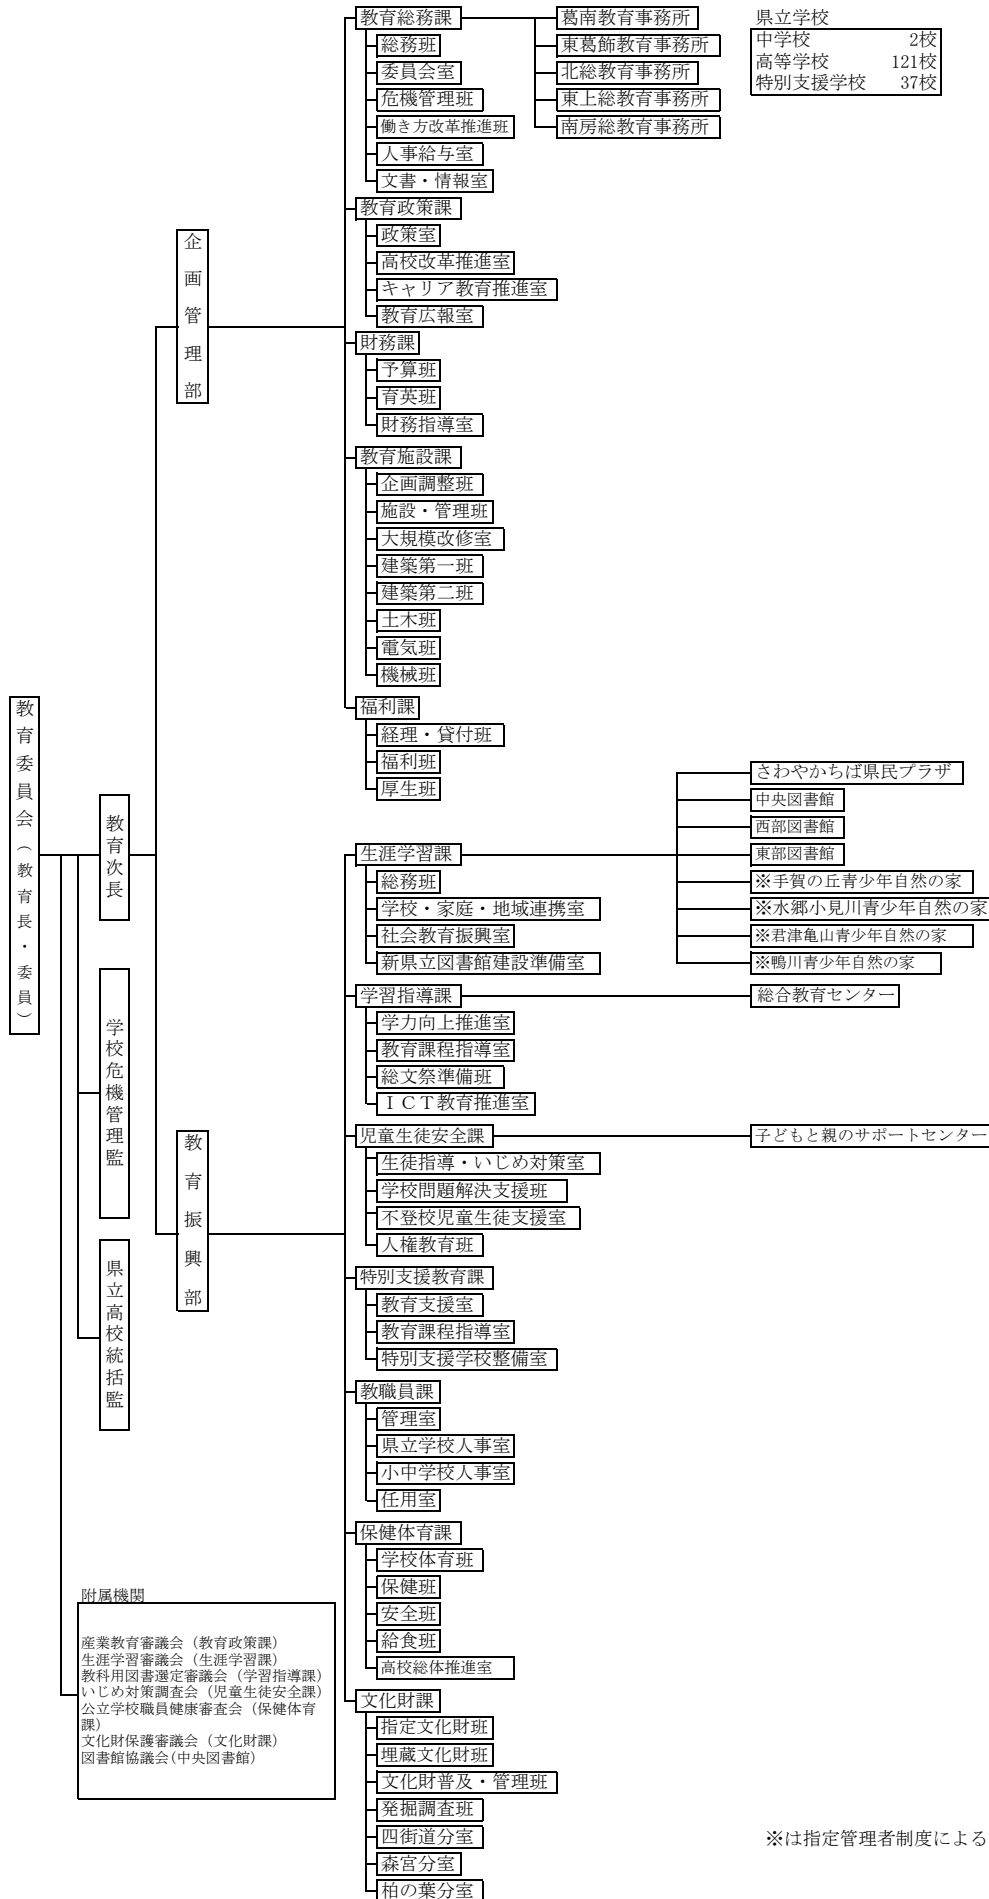 教育委員会（教育長・委員）
教育次長
学校危機管理監
県立高校統括監
企画管理部
教育総務課
総務班
委員会室
危機管理班
働き方改革推進班
人事給与室
文書・情報室
葛南教育事務所
東葛飾教育事務所
北総教育事務所
東上総教育事務所
南房総教育事務所
県立学校
中学校 2校
高等学校 121校
特別支援学校 37校
教育政策課
政策室
高校改革推進室
キャリア教育推進室
教育広報室
財務課
予算班
育英班
財務指導室
教育施設課
企画調整班
施設・管理班
大規模改修室
建築第一班
建築第二班
土木班
電気班
機械班
福利課
経理・貸付班
福利班
厚生班
教育振興部
生涯学習課
総務班
学校・家庭・地域連携室
社会教育振興室
新県立図書館建設準備室
さわやかちば県民プラザ
中央図書館
西部図書館
東部図書館
※手賀の丘青少年自然の家
※水郷小見川青少年自然の家
※君津亀山青少年自然の家
※鴨川青少年自然の家
学習指導課
学力向上推進室
教育課程指導室
総文祭準備班
ＩＣＴ教育推進室
総合教育センター
児童生徒安全課
生徒指導・いじめ対策室
学校問題解決支援班
不登校児童生徒支援室
人権教育班
子どもと親のサポートセンター
特別支援教育課
教育支援室
教育課程指導室
特別支援学校整備室
教職員課
管理室
県立学校人事室
小中学校人事室
任用室
保健体育課
学校体育班
保健班
安全班
給食班
高校総体推進室
文化財課
指定文化財班
埋蔵文化財班
文化財普及・管理班
発掘調査班
四街道分室
森宮分室
柏の葉分室
附属機関
産業教育審議会（教育政策課）
生涯学習審議会（生涯学習課）
教科用図書選定審議会（学習指導課）
いじめ対策調査会（児童生徒安全課）
公立学校職員健康審査会（保健体育
課）
文化財保護審議会（文化財課）
図書館協議会(中央図書館)
※は指定管理者制度による